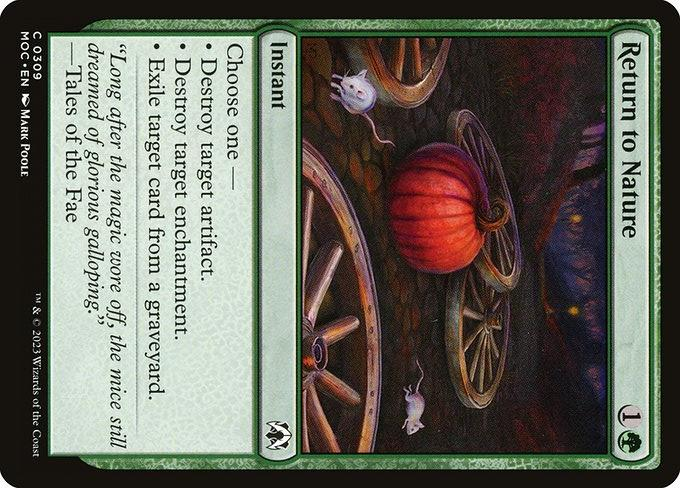 Return to Nature
1
Instant
Choose one —
• Destroy target artifact.
• Destroy target enchantment.
• Exile target card from a graveyard.
“Long after the magic wore off, the mice still
dreamed of glorious galloping.”
—Tales of the Fae
C 0309
MOC • EN Mark Poole
™ & © 2023 Wizards of the Coast